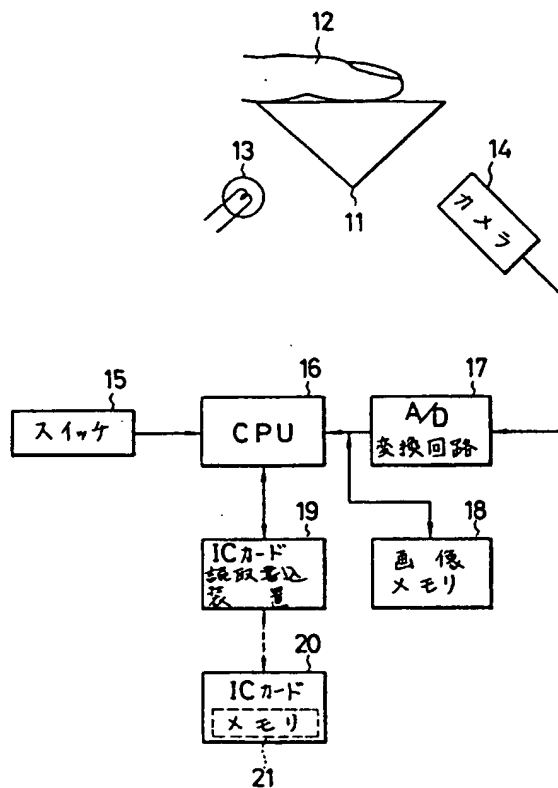 12
13
14
11
カメラ
15
16
17
スイッケ
CPU
A/D
変換回路
19
18
ICカード
読取書込
装置
画像
メモリ
20
ICカード
メモリ
21